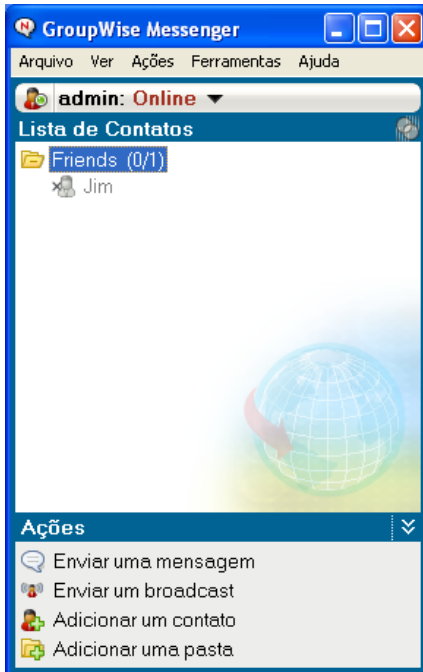 GroupWise Messenger
Arquivo Ver Ações Ferramentas Ajuda
admin: Online
Lista de Contatos
Friends (0/1)
Jim
Ações
Enviar uma mensagem
Enviar um broadcast
Adicionar um contato
Adicionar uma pasta